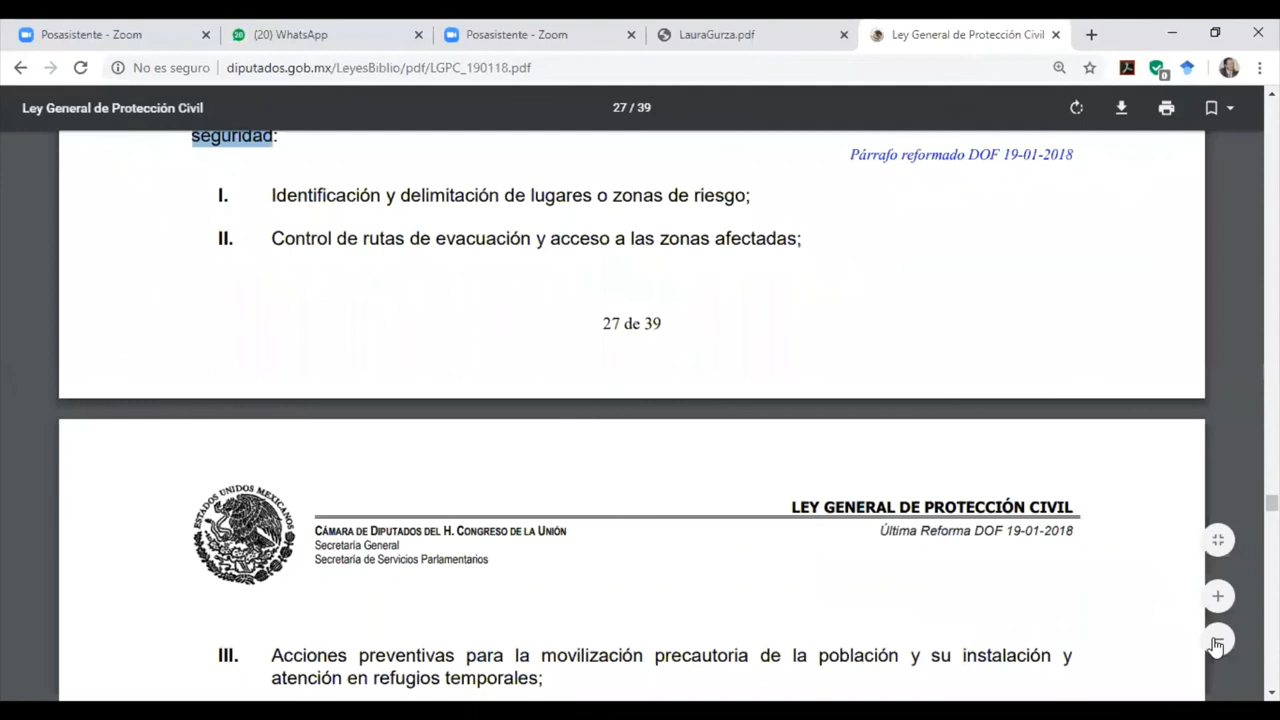 Posasistente - Zoom
20
(20) WhatsApp
Posasistente - Zoom
LauraGurza.pdf
Ley General de Protección Civil
No es seguro
diputados.gob.mx/LeyesBiblio/pdf/LGPC_190118.pdf
0
Ley General de Protección Civil
27 / 39
seguridad:
Párrafo reformado DOF 19-01-2018
I. Identificación y delimitación de lugares o zonas de riesgo;
II. Control de rutas de evacuación y acceso a las zonas afectadas;
27 de 39
ESTADOS UNIDOS MEXICANOS
LEY GENERAL DE PROTECCIÓN CIVIL
CÁMARA DE DIPUTADOS DEL H. CONGRESO DE LA UNIÓN
Última Reforma DOF 19-01-2018
Secretaría General
Secretaría de Servicios Parlamentarios
III. Acciones preventivas para la movilización precautoria de la población y su instalación y
atención en refugios temporales;